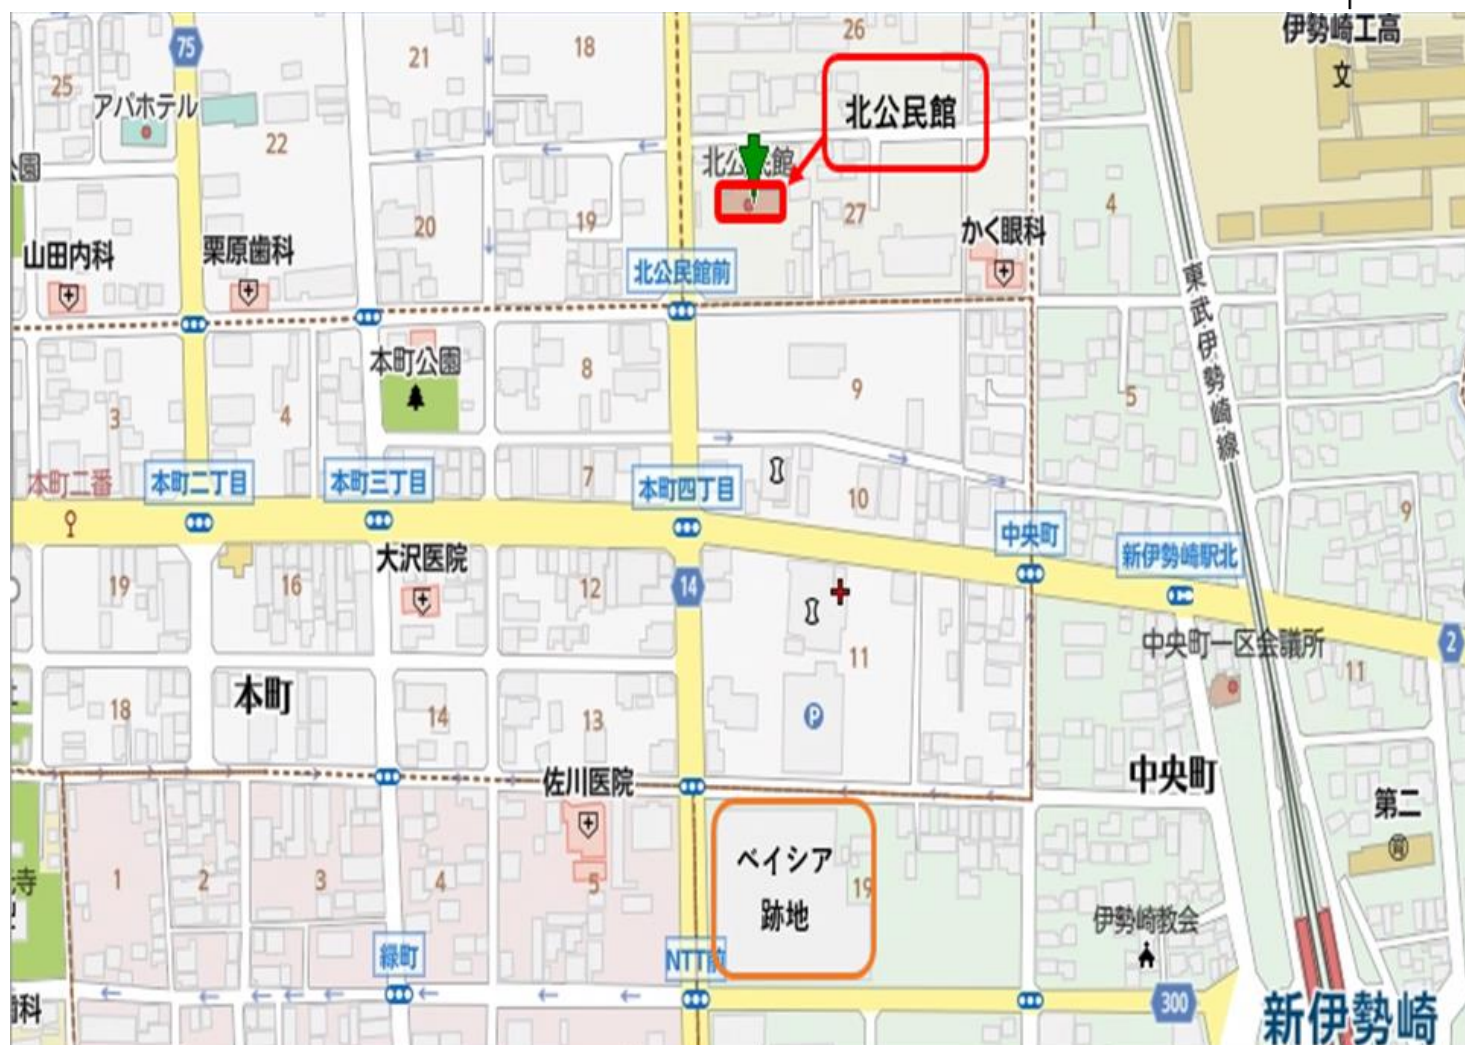 伊勢崎工高
文
26
1
18
21
75
25
アパホテル
22
北公民館
北公民館
公園
20
19
27
4
かく眼科
山田内科
栗原歯科
北公民館前
東武伊勢崎線
本町公園
8
9
3
4
5
本町二番
本町二丁目
本町三丁目
7
本町四丁目
10
9
中央町
新伊勢崎駅北
大沢医院
19
16
12
14
11
中央町一区会議所
2
11
本町
18
14
13
P
佐川医院
中央町
第二
1
2
3
4
5
ベイシア
跡地
19
寺
伊勢崎教会
緑町
NTT前
300
歯科
新伊勢崎